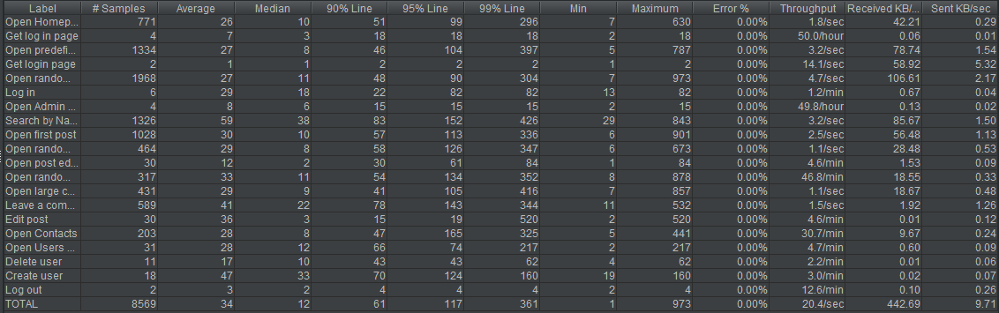 Label # Samples Average Median 90% Line 95% Line 99% Line Min Maximum Error % Throughput Received KB/... Sent KB/sec
Open Homep... 771 26 10 51 99 296 7 630 0.00% 1.8/sec 42.21 0.29
Get log in page 4 7 3 18 18 18 2 18 0.00% 50.0/hour 0.06 0.01
Open predefi... 1334 27 8 46 104 397 5 787 0.00% 3.2/sec 78.74 1.54
Get login page 2 1 1 2 2 2 1 2 0.00% 14.1/sec 58.92 5.32
Open rando... 1968 27 11 48 90 304 7 973 0.00% 4.7/sec 106.61 2.17
Log in 6 29 18 22 82 82 13 82 0.00% 1.2/min 0.67 0.04
Open Admin ... 4 8 6 15 15 15 2 15 0.00% 49.8/hour 0.13 0.02
Search by Na... 1326 59 38 83 152 426 29 843 0.00% 3.2/sec 85.67 1.50
Open first post 1028 30 10 57 113 336 6 901 0.00% 2.5/sec 56.48 1.13
Open rando... 464 29 8 58 126 347 6 673 0.00% 1.1/sec 28.48 0.53
Open post ed... 30 12 2 30 61 84 1 84 0.00% 4.6/min 1.53 0.09
Open rando... 317 33 11 54 134 352 8 878 0.00% 46.8/min 18.55 0.33
Open large c... 431 29 9 41 105 416 7 857 0.00% 1.1/sec 18.67 0.48
Leave a com... 589 41 22 78 143 344 11 532 0.00% 1.5/sec 1.92 1.26
Edit post 30 36 3 15 19 520 2 520 0.00% 4.6/min 0.01 0.12
Open Contacts 203 28 8 47 165 325 5 441 0.00% 30.7/min 9.67 0.24
Open Users ... 31 28 12 66 74 217 2 217 0.00% 4.7/min 0.60 0.09
Delete user 11 17 10 43 43 62 4 62 0.00% 2.2/min 0.01 0.06
Create user 18 47 33 70 124 160 19 160 0.00% 3.0/min 0.02 0.07
Log out 2 3 2 4 4 4 2 4 0.00% 12.6/min 0.10 0.26
TOTAL 8569 34 12 61 117 361 1 973 0.00% 20.4/sec 442.69 9.71